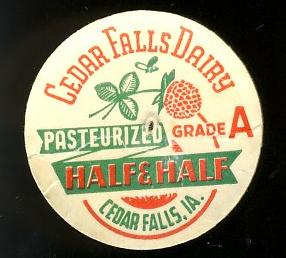 CEDAR FALLS DAIRY
PASTEURIZED GRADE A
HALF & HALF
CEDAR FALLS, IA.